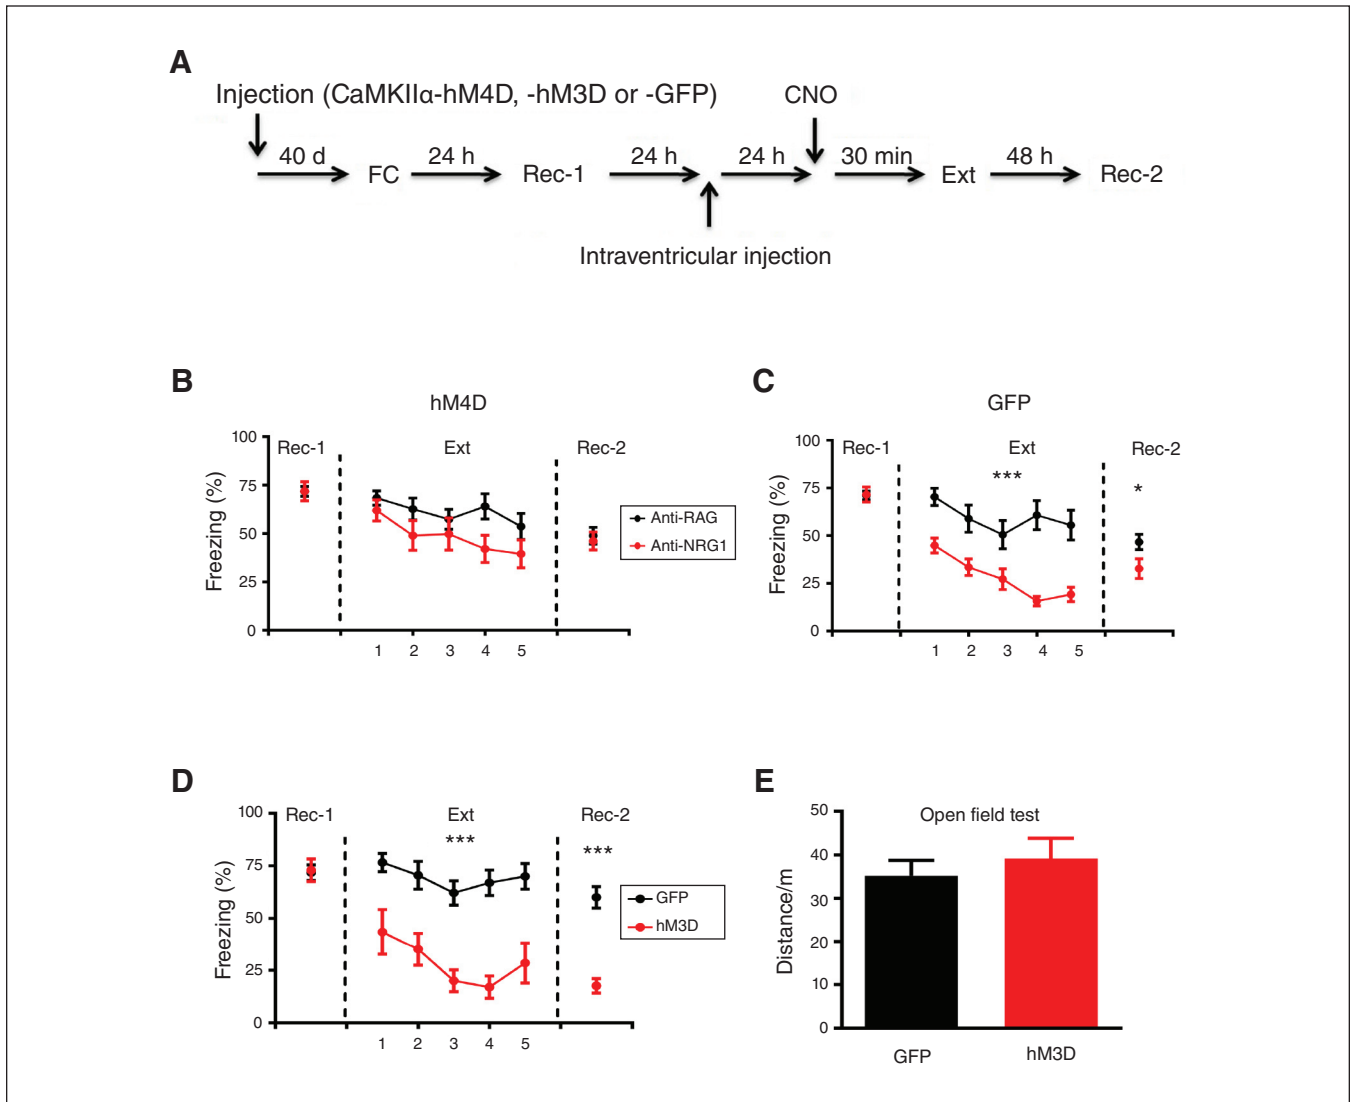 A
Injection (CaMKIIα-hM4D, -hM3D or -GFP)
CNO
40 d
FC
24 h
Rec-1
24 h
24 h
30 min
Ext
48 h
Rec-2
Intraventricular injection
B
hM4D
Freezing (%)
100
75
50
25
0
Rec-1
Ext
Rec-2
1 2 3 4 5
Anti-RAG
Anti-NRG1
C
GFP
Freezing (%)
100
75
50
25
0
Rec-1
Ext
Rec-2
***
*
1 2 3 4 5
D
Freezing (%)
100
75
50
25
0
Rec-1
Ext
Rec-2
***
***
1 2 3 4 5
GFP
hM3D
E
Open field test
Distance/m
50
40
30
20
10
0
GFP
hM3D